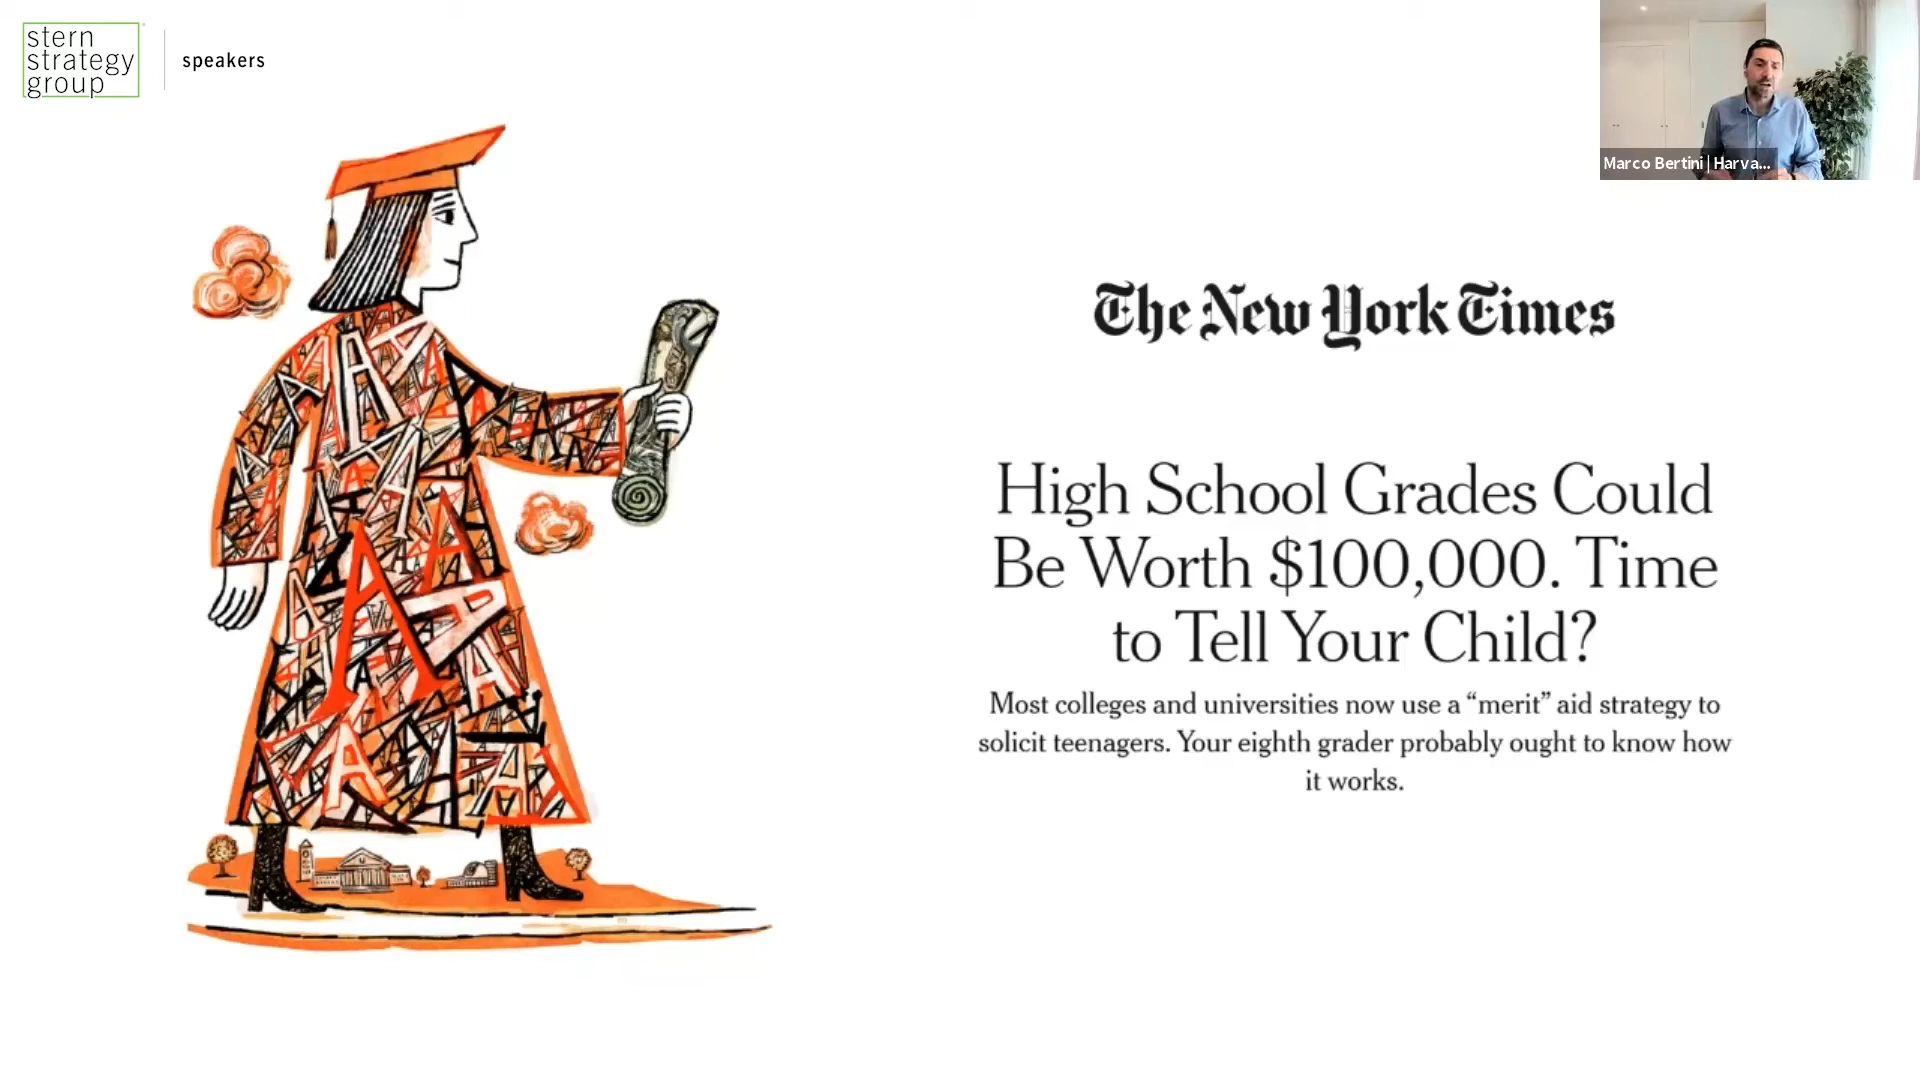 stern
strategy
group
speakers
Marco Bertini | Harva...
The New York Times
High School Grades Could
Be Worth $100,000. Time
to Tell Your Child?
Most colleges and universities now use a “merit” aid strategy to
solicit teenagers. Your eighth grader probably ought to know how
it works.